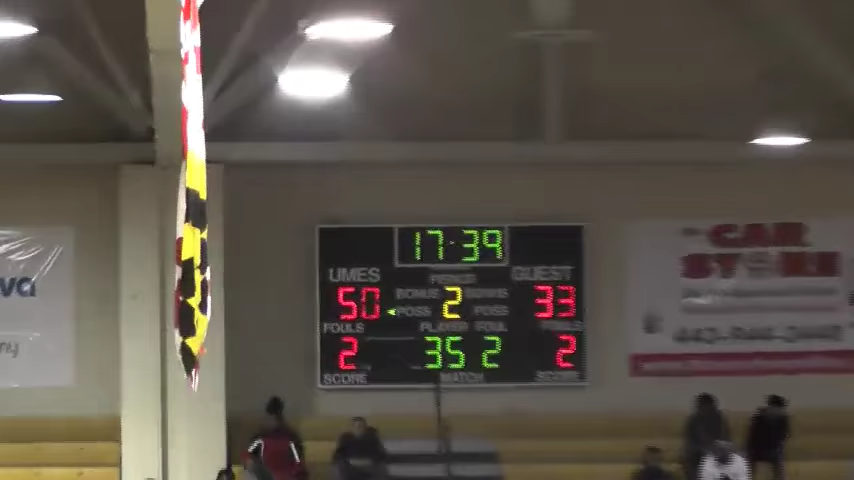 17:39
UMES
PERIOD
GUEST
50
BONUS 2 BONUS
33
POSS POSS
FOULS
PLAYER FOUL
FOULS
2
35 2
2
SCORE
MATCH
SCORE
CAR
va